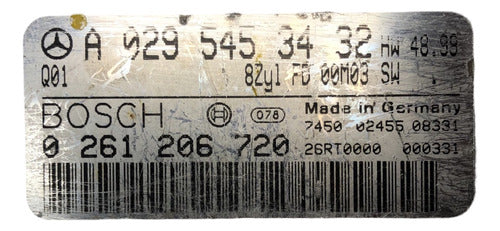 A 029 545 34 32 HW 48.99
Q01 8Zyl FD 00M03 SW
BOSCH 078 Made in Germany
7450 02455 08331
0 261 206 720 26RT0000 000331